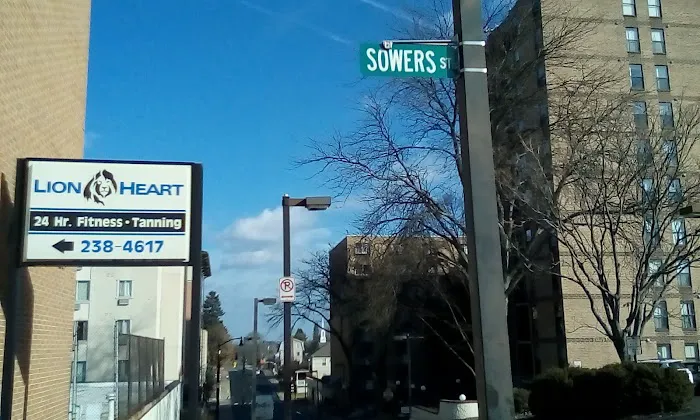 SOWERS ST
LION HEART
24 Hr. Fitness • Tanning
238-4617